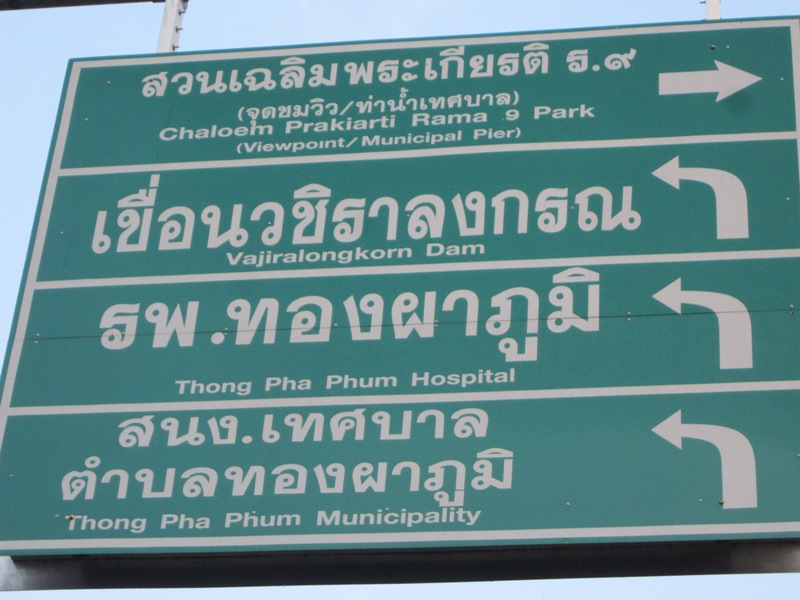 สวนเฉลิมพระเกียรติ ร.๙
(จุดชมวิว/ท่าน้ำเทศบาล)
Chaloem Prakiarti Rama 9 Park
(Viewpoint/Municipal Pier)
เขื่อนวชิราลงกรณ
Vajiralongkorn Dam
รพ.ทองผาภูมิ
Thong Pha Phum Hospital
สนง.เทศบาล
ตำบลทองผาภูมิ
Thong Pha Phum Municipality